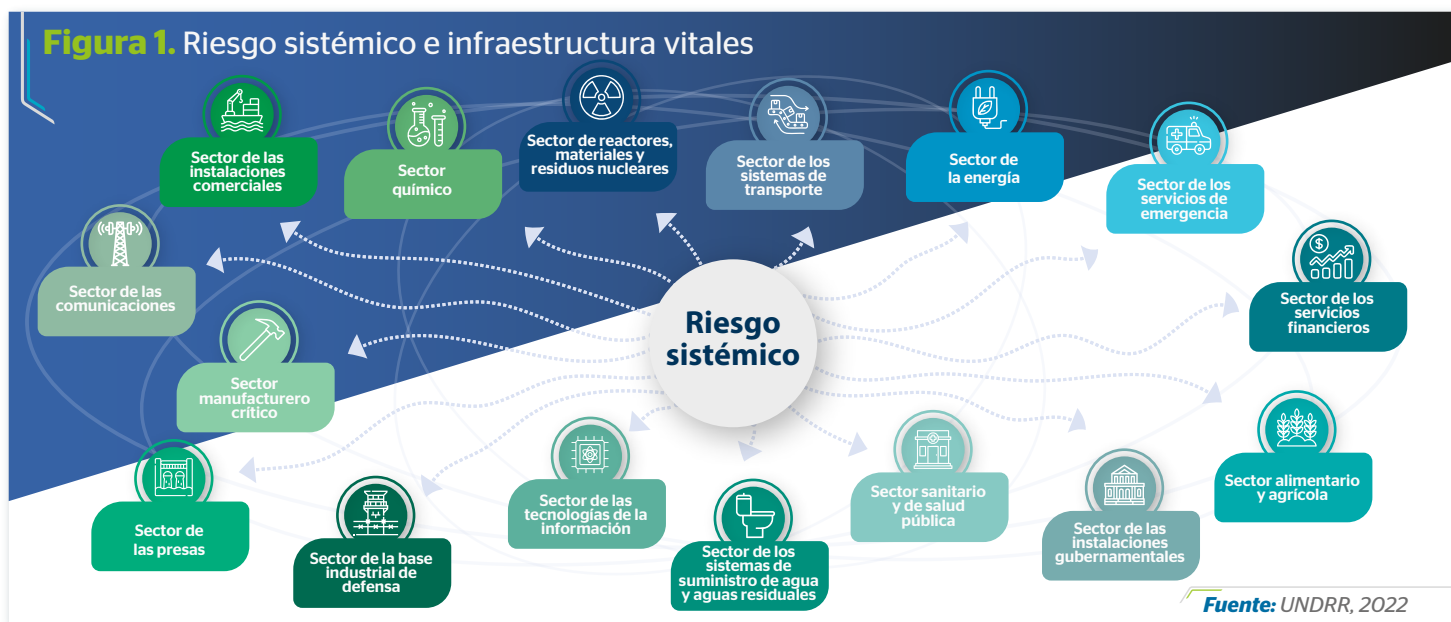 Figura 1. Riesgo sistémico e infraestructura vitales
Sector de las
instalaciones
comerciales
Sector
químico
Sector de reactores,
materiales y
residuos nucleares
Sector de los
sistemas de
transporte
Sector de
la energía
Sector de los
servicios de
emergencia
Sector de las
comunicaciones
$
Sector de los
servicios
financieros
Riesgo
sistémico
Sector
manufacturero
crítico
Sector alimentario
y agrícola
Sector de
las presas
Sector de la base
industrial de
defensa
Sector de las
tecnologías de la
información
Sector de los
sistemas de
suministro de agua
y aguas residuales
Sector sanitario
y de salud
pública
Sector de las
instalaciones
gubernamentales
Fuente: UNDRR, 2022